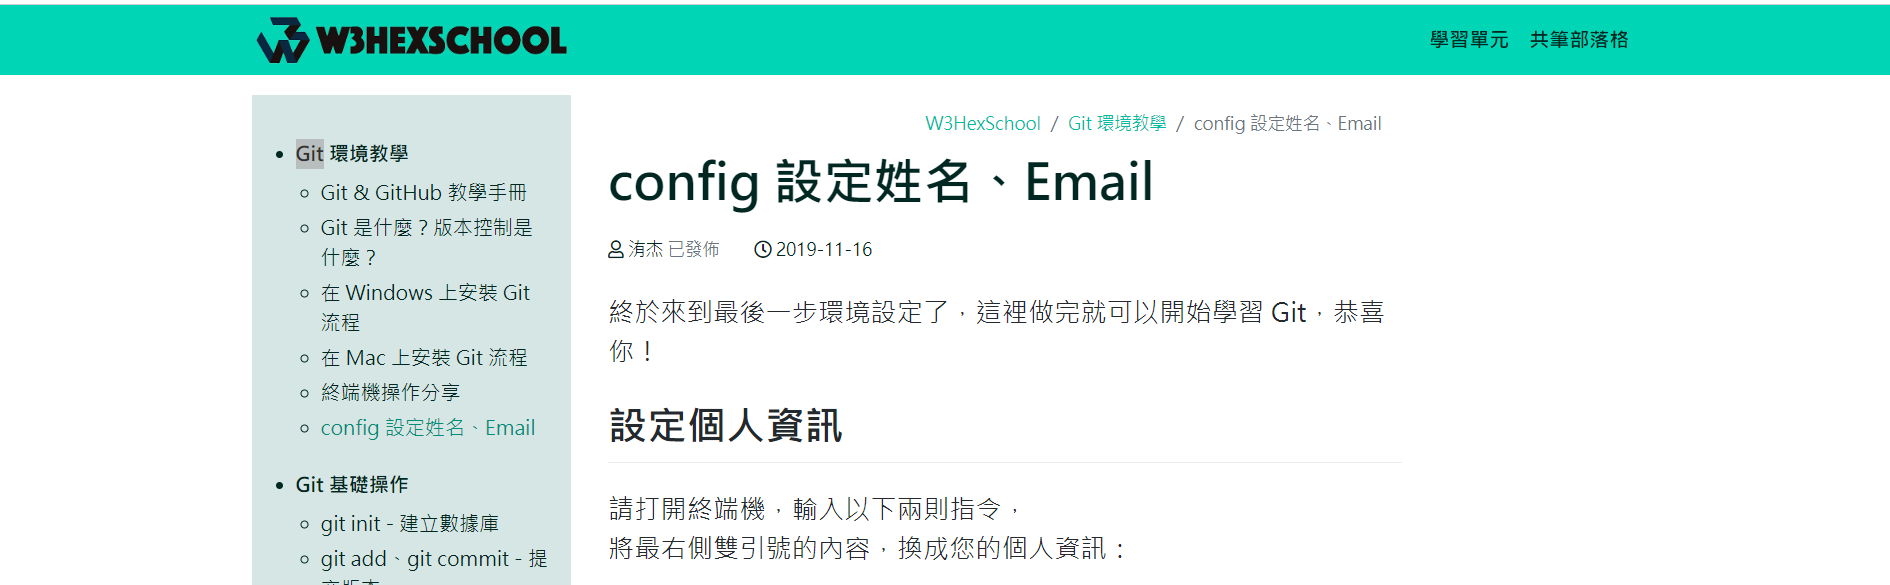 W3HEXSCHOOL
學習單元 共筆部落格
Git 環境教學
Git & GitHub 教學手冊
Git 是什麼？版本控制是
什麼？
在 Windows 上安裝 Git
流程
在 Mac 上安裝 Git 流程
終端機操作分享
config 設定姓名、Email
Git 基礎操作
git init - 建立數據庫
git add、git commit - 提
W3HexSchool / Git 環境教學 / config 設定姓名、Email
config 設定姓名、Email
洧杰 已發佈 2019-11-16
終於來到最後一步環境設定了，這裡做完就可以開始學習 Git，恭喜
你！
設定個人資訊
請打開終端機，輸入以下兩則指令，
將最右側雙引號的內容，換成您的個人資訊：